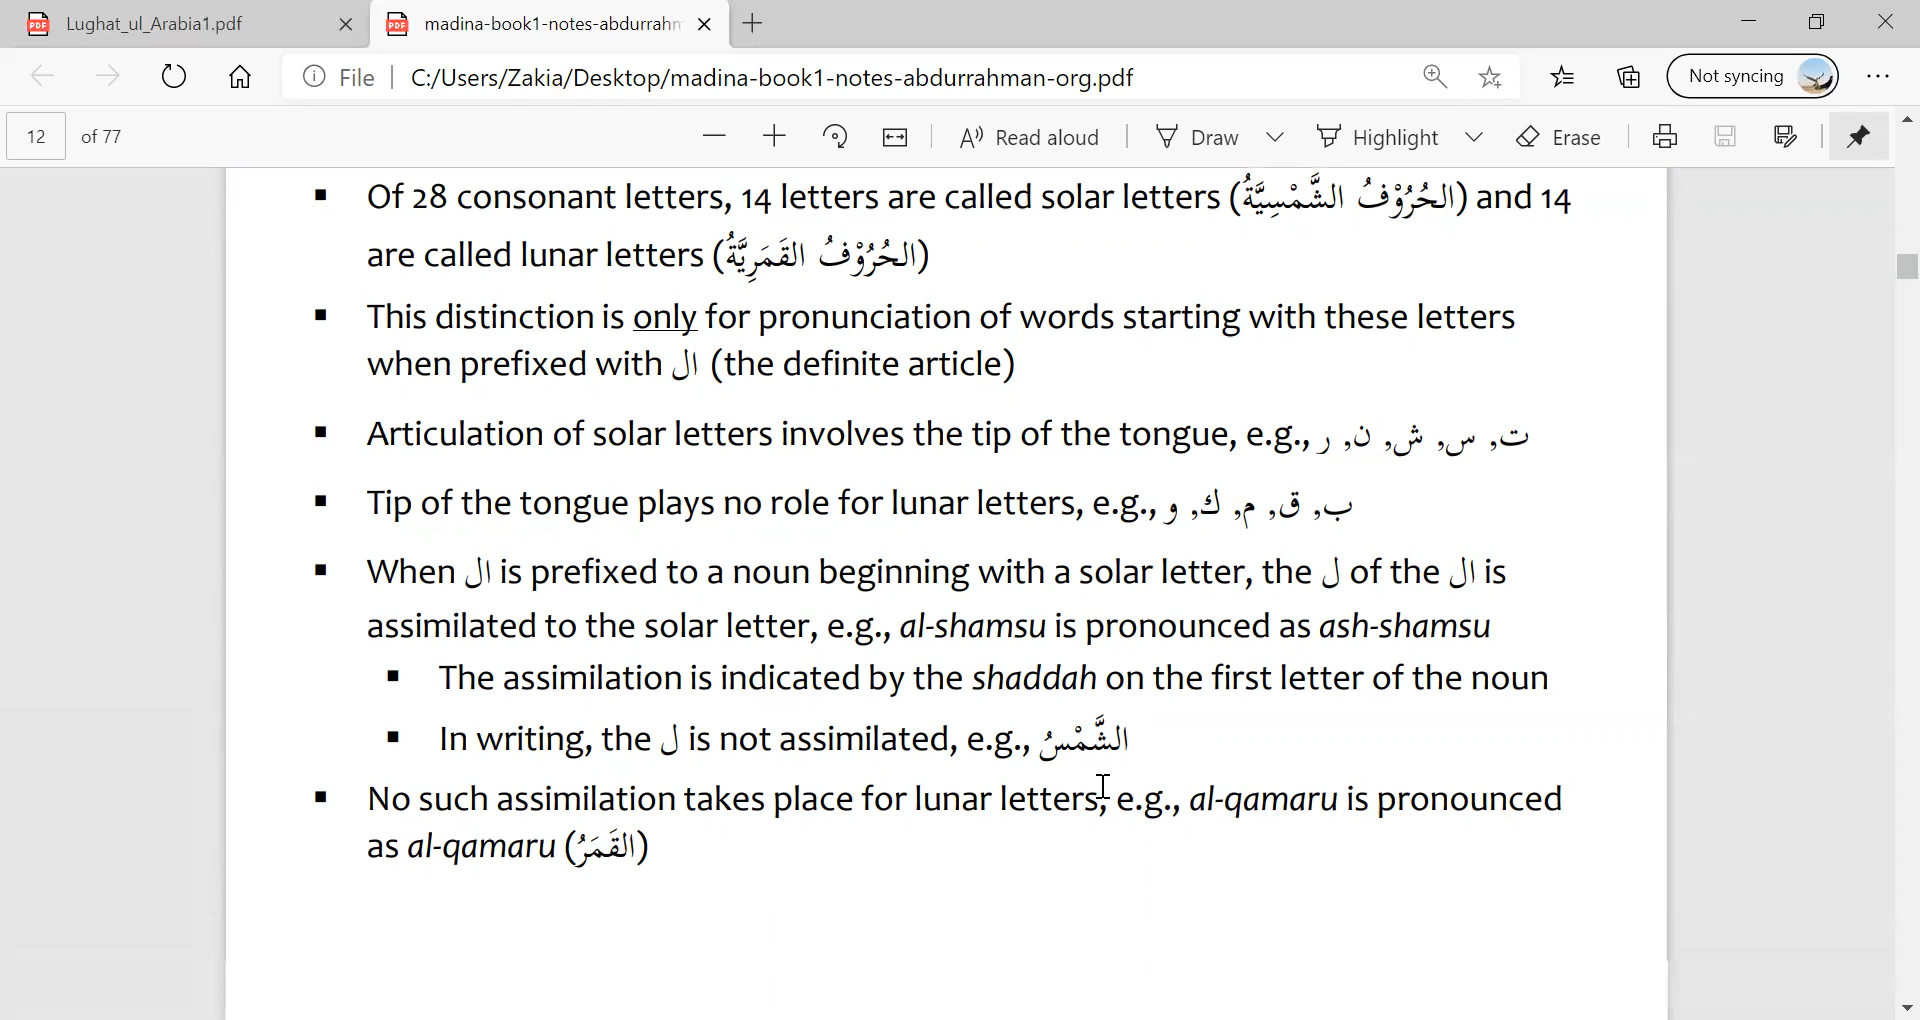 Lughat_ul_Arabia1.pdf
madina-book1-notes-abdurrahm
File
C:/Users/Zakia/Desktop/madina-book1-notes-abdurrahman-org.pdf
Not syncing
12 of 77
Read aloud
Draw
Highlight
Erase
▪ Of 28 consonant letters, 14 letters are called solar letters (الحُرُوْفُ الشَّمْسِيَّةُ) and 14
are called lunar letters (الحُرُوْفُ القَمَرِيَّةُ)
▪ This distinction is only for pronunciation of words starting with these letters
when prefixed with ال (the definite article)
▪ Articulation of solar letters involves the tip of the tongue, e.g., ت, س, ش, ن, ر
▪ Tip of the tongue plays no role for lunar letters, e.g., ب, ق, م, ك, و
▪ When ال is prefixed to a noun beginning with a solar letter, the ل of the ال is
assimilated to the solar letter, e.g., al-shamsu is pronounced as ash-shamsu
▪ The assimilation is indicated by the shaddah on the first letter of the noun
▪ In writing, the ل is not assimilated, e.g., الشَّمْسُ
▪ No such assimilation takes place for lunar letters, e.g., al-qamaru is pronounced
as al-qamaru (القَمَرُ)